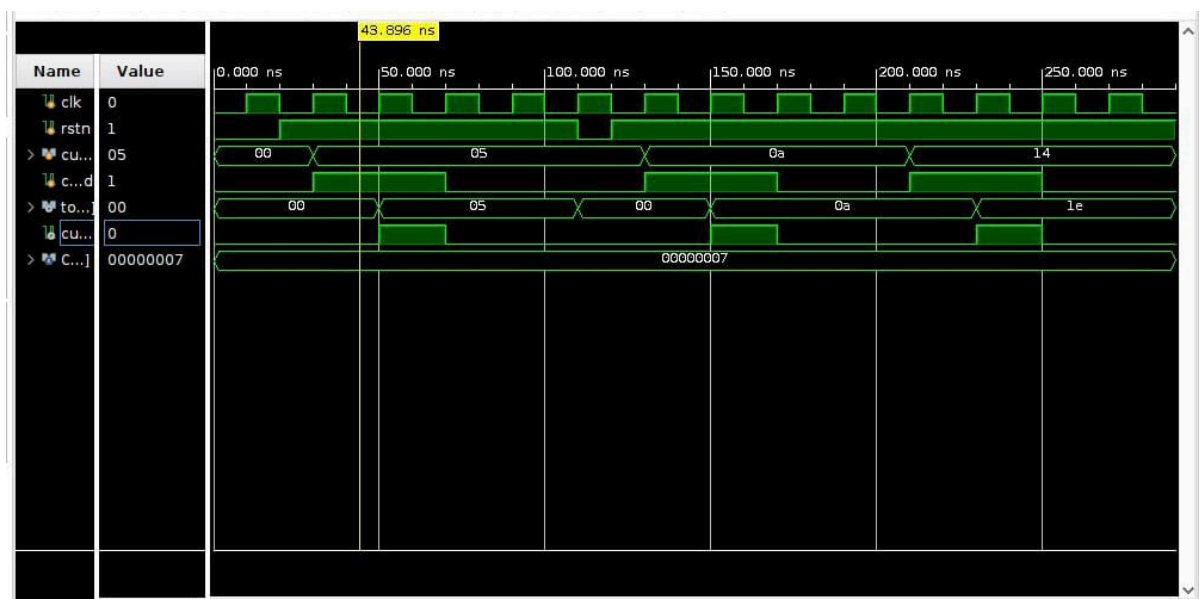 43.896 ns
Name Value
0.000 ns 50.000 ns 100.000 ns 150.000 ns 200.000 ns 250.000 ns
clk 0
rstn 1
> cu... 05 00 05 0a 14
c...d 1
> to...] 00 00 05 00 0a 1e
cu... 0
> C...] 00000007 00000007